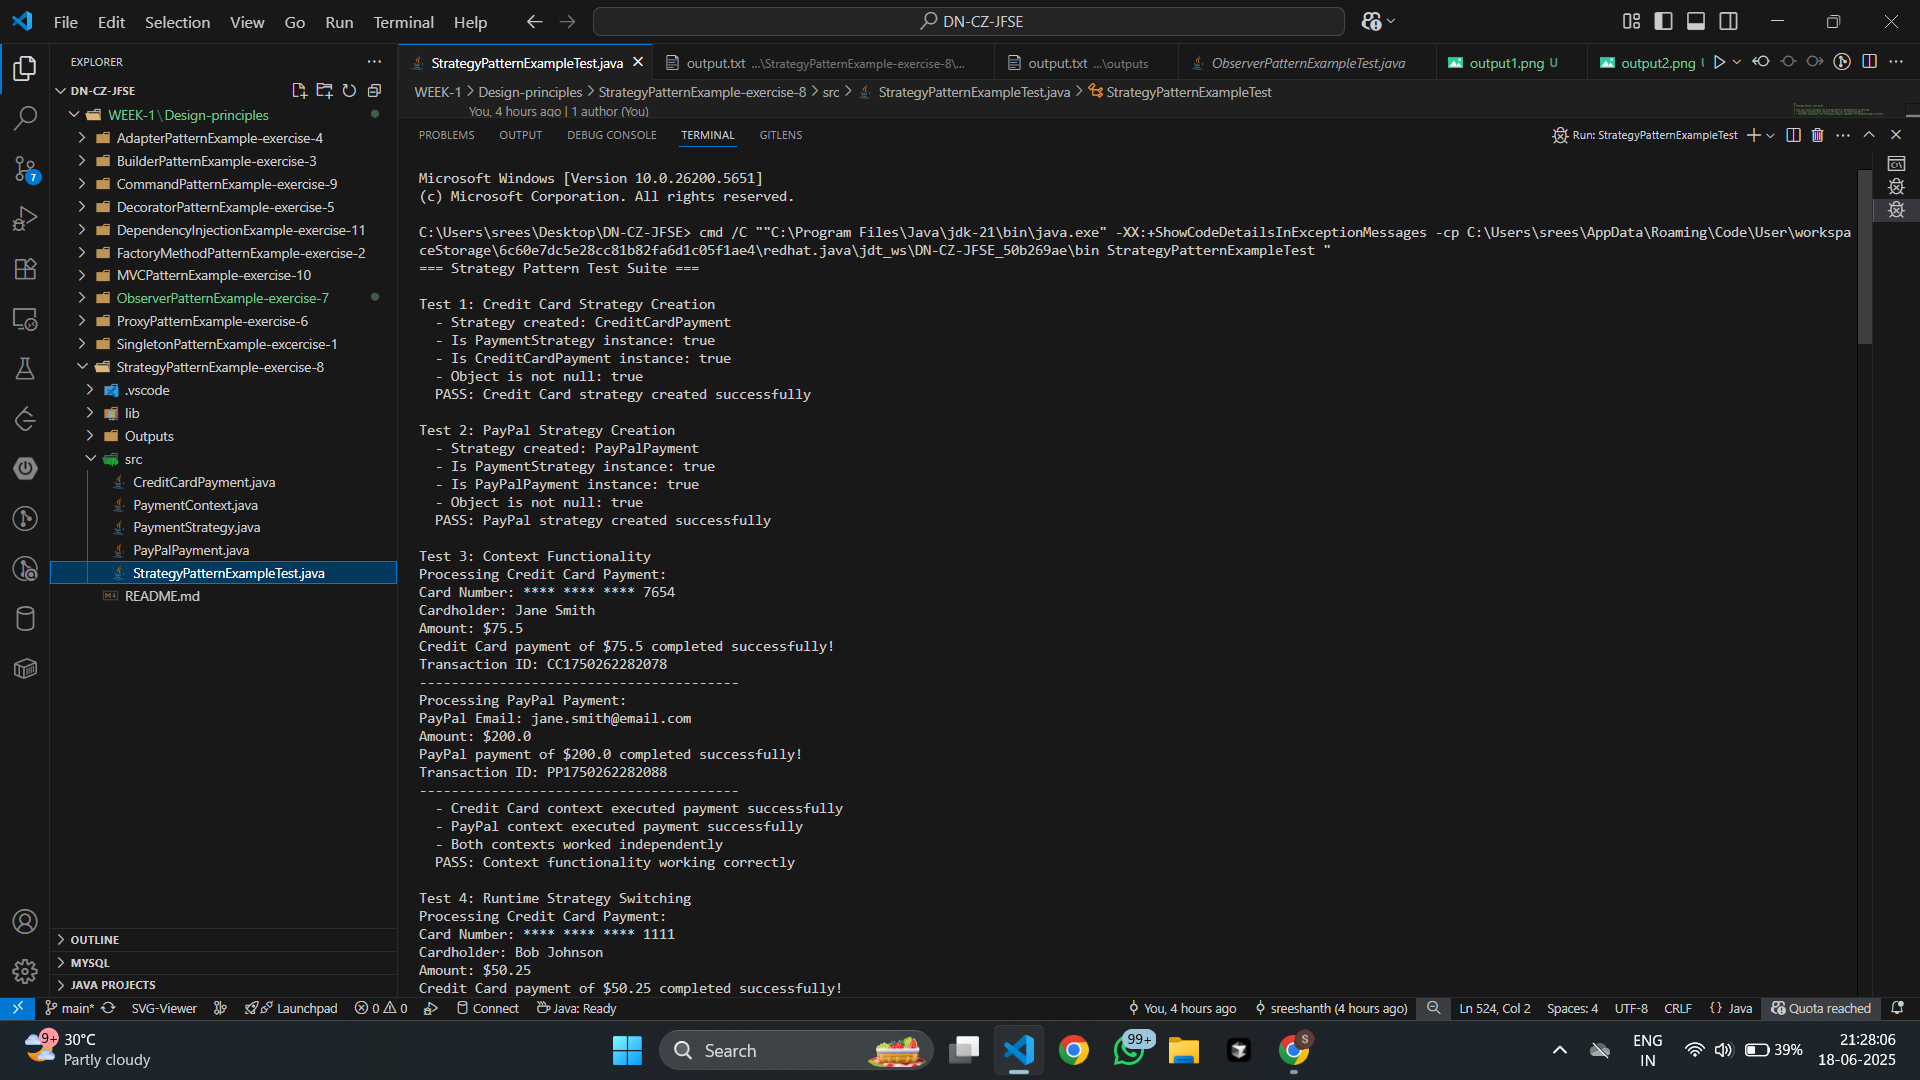 File Edit Selection View Go Run Terminal Help
DN-CZ-JFSE
EXPLORER
DN-CZ-JFSE
WEEK-1\Design-principles
AdapterPatternExample-exercise-4
BuilderPatternExample-exercise-3
CommandPatternExample-exercise-9
DecoratorPatternExample-exercise-5
DependencyInjectionExample-exercise-11
FactoryMethodPatternExample-exercise-2
MVCPatternExample-exercise-10
ObserverPatternExample-exercise-7
ProxyPatternExample-exercise-6
SingletonPatternExample-excercise-1
StrategyPatternExample-exercise-8
.vscode
lib
Outputs
src
CreditCardPayment.java
PaymentContext.java
PaymentStrategy.java
PayPalPayment.java
StrategyPatternExampleTest.java
README.md
OUTLINE
MYSQL
JAVA PROJECTS
7
StrategyPatternExampleTest.java output.txt ...\StrategyPatternExample-exercise-8\... output.txt ...\outputs ObserverPatternExampleTest.java output1.png U output2.png
WEEK-1 > Design-principles > StrategyPatternExample-exercise-8 > src > StrategyPatternExampleTest.java > StrategyPatternExampleTest
You, 4 hours ago | 1 author (You)
PROBLEMS OUTPUT DEBUG CONSOLE TERMINAL GITLENS
Run: StrategyPatternExampleTest
Microsoft Windows [Version 10.0.26200.5651]
(c) Microsoft Corporation. All rights reserved.
C:\Users\srees\Desktop\DN-CZ-JFSE> cmd /C ""C:\Program Files\Java\jdk-21\bin\java.exe" -XX:+ShowCodeDetailsInExceptionMessages -cp C:\Users\srees\AppData\Roaming\Code\User\workspa
ceStorage\6c60e7dc5e28cc81b82fa6d1c05f1ae4\redhat.java\jdt_ws\DN-CZ-JFSE_50b269ae\bin StrategyPatternExampleTest "
=== Strategy Pattern Test Suite ===
Test 1: Credit Card Strategy Creation
- Strategy created: CreditCardPayment
- Is PaymentStrategy instance: true
- Is CreditCardPayment instance: true
- Object is not null: true
PASS: Credit Card strategy created successfully
Test 2: PayPal Strategy Creation
- Strategy created: PayPalPayment
- Is PaymentStrategy instance: true
- Is PayPalPayment instance: true
- Object is not null: true
PASS: PayPal strategy created successfully
Test 3: Context Functionality
Processing Credit Card Payment:
Card Number: **** **** **** 7654
Cardholder: Jane Smith
Amount: $75.5
Credit Card payment of $75.5 completed successfully!
Transaction ID: CC1750262282078
----------------------------------------
Processing PayPal Payment:
PayPal Email: jane.smith@email.com
Amount: $200.0
PayPal payment of $200.0 completed successfully!
Transaction ID: PP1750262282088
----------------------------------------
- Credit Card context executed payment successfully
- PayPal context executed payment successfully
- Both contexts worked independently
PASS: Context functionality working correctly
Test 4: Runtime Strategy Switching
Processing Credit Card Payment:
Card Number: **** **** **** 1111
Cardholder: Bob Johnson
Amount: $50.25
Credit Card payment of $50.25 completed successfully!
main* SVG-Viewer Launchpad 0 0 Connect Java: Ready You, 4 hours ago sreeshanth (4 hours ago) Ln 524, Col 2 Spaces: 4 UTF-8 CRLF {} Java Quota reached
9+ 30°C
Partly cloudy
Search
99+
S
ENG
IN
39%
21:28:06
18-06-2025